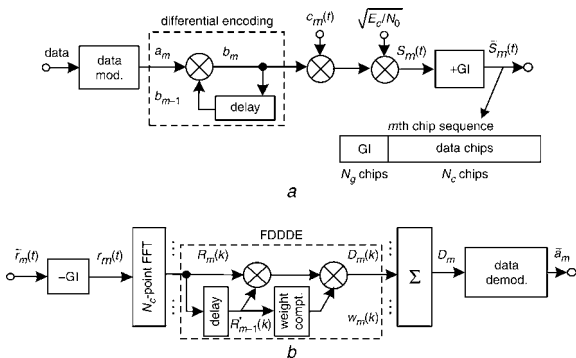 differential encoding
c_m(t)
√E_c/N_0
data
data mod.
a_m
b_m
b_{m−1}
delay
S_m(t)
+GI
S̃_m(t)
mth chip sequence
GI
data chips
N_g chips
N_c chips
a
FDDDE
r̃_m(t)
−GI
r_m(t)
N_c-point FFT
R_m(k)
delay
R*_{m−1}(k)
weight compt.
w_m(k)
D_m(k)
Σ
D_m
data demod.
ã_m
b